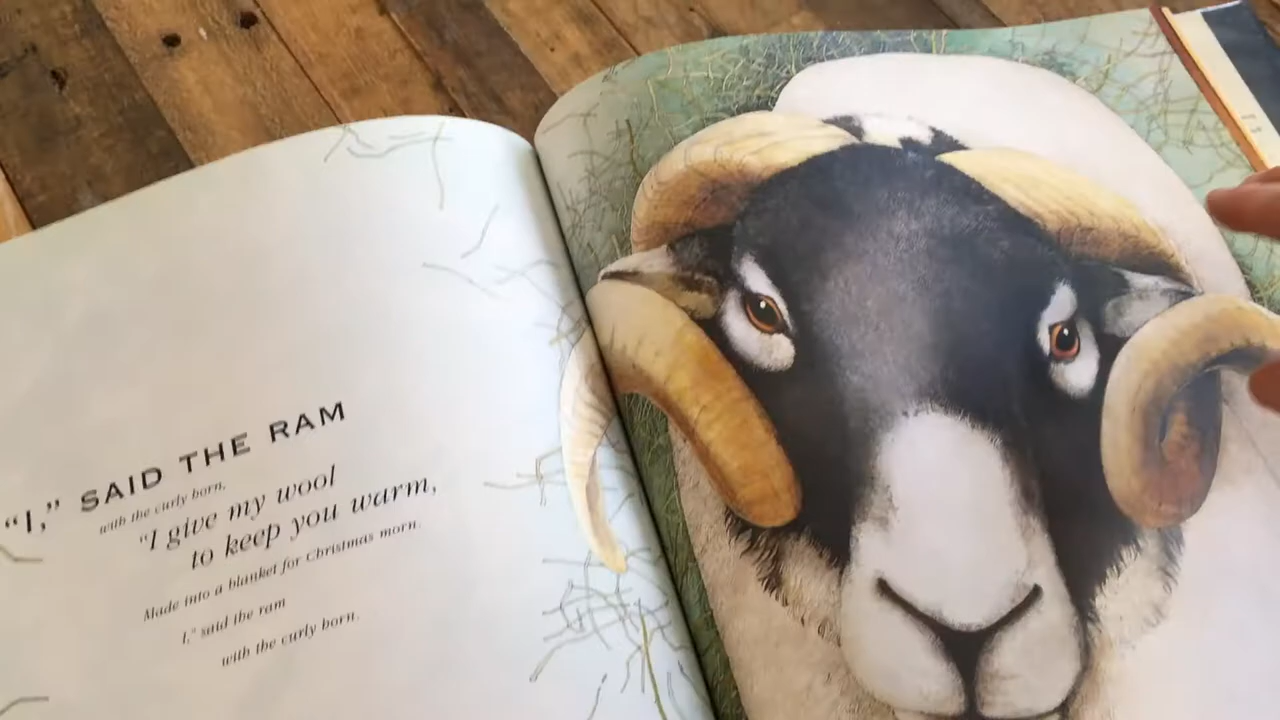 "I," SAID THE RAM
with the curly horn,
"I give my wool
to keep you warm,
Made into a blanket for Christmas morn.
I," said the ram
with the curly horn.